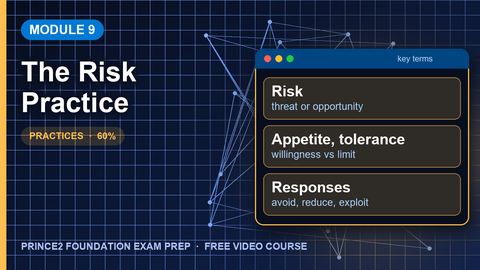 MODULE 9
The Risk
Practice
PRACTICES · 60%
key terms
Risk
threat or opportunity
Appetite, tolerance
willingness vs limit
Responses
avoid, reduce, exploit
PRINCE2 FOUNDATION EXAM PREP · FREE VIDEO COURSE